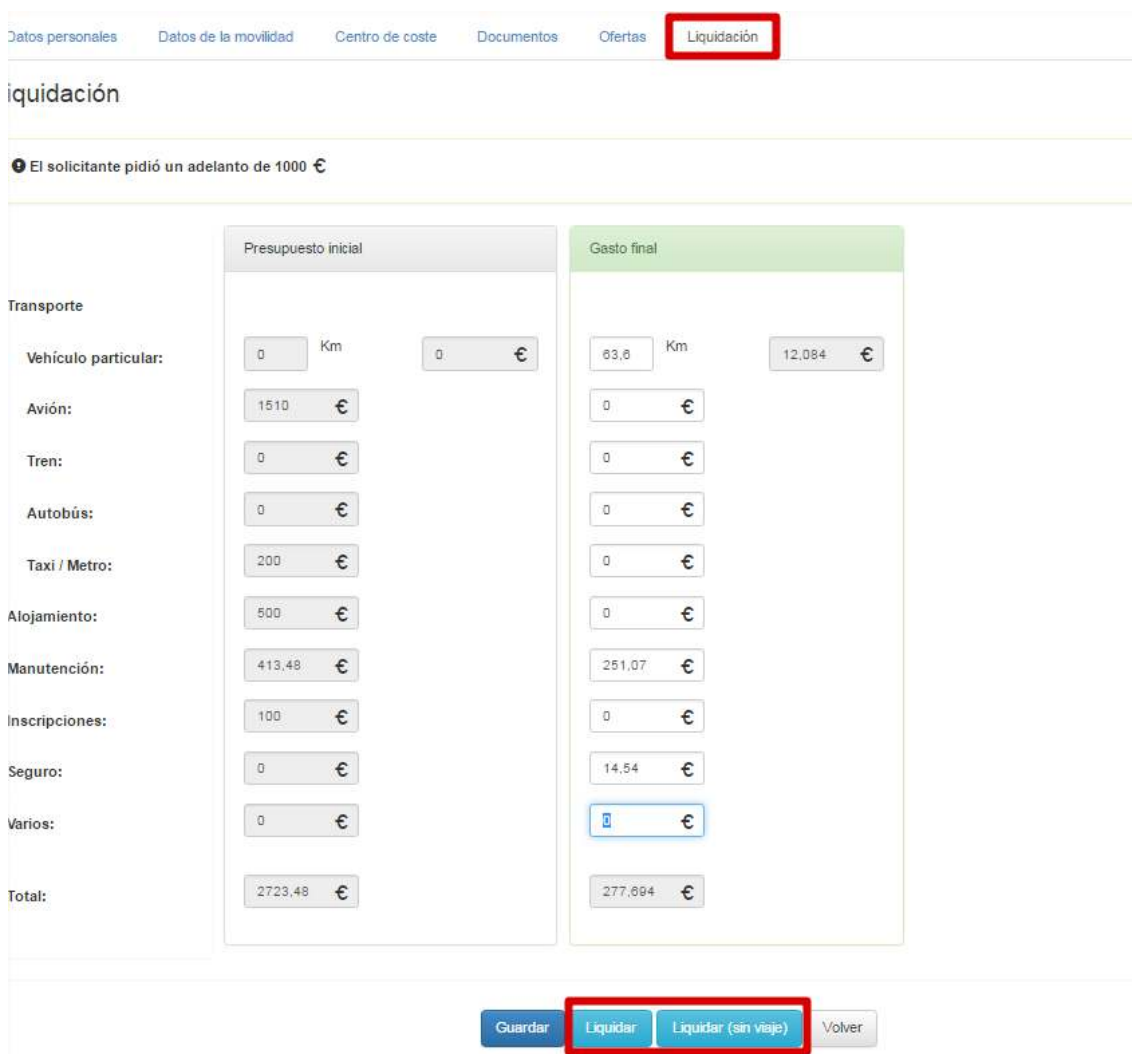 Datos personales Datos de la movilidad Centro de coste Documentos Ofertas Liquidación
iquidación
El solicitante pidió un adelanto de 1000 €
Presupuesto inicial Gasto final
Transporte
Vehículo particular: 0 Km 0 € 63,6 Km 12,084 €
Avión: 1510 € 0 €
Tren: 0 € 0 €
Autobús: 0 € 0 €
Taxi / Metro: 200 € 0 €
Alojamiento: 500 € 0 €
Manutención: 413,48 € 251,07 €
Inscripciones: 100 € 0 €
Seguro: 0 € 14,54 €
Varios: 0 € 0 €
Total: 2723,48 € 277,694 €
Guardar Liquidar Liquidar (sin viaje) Volver